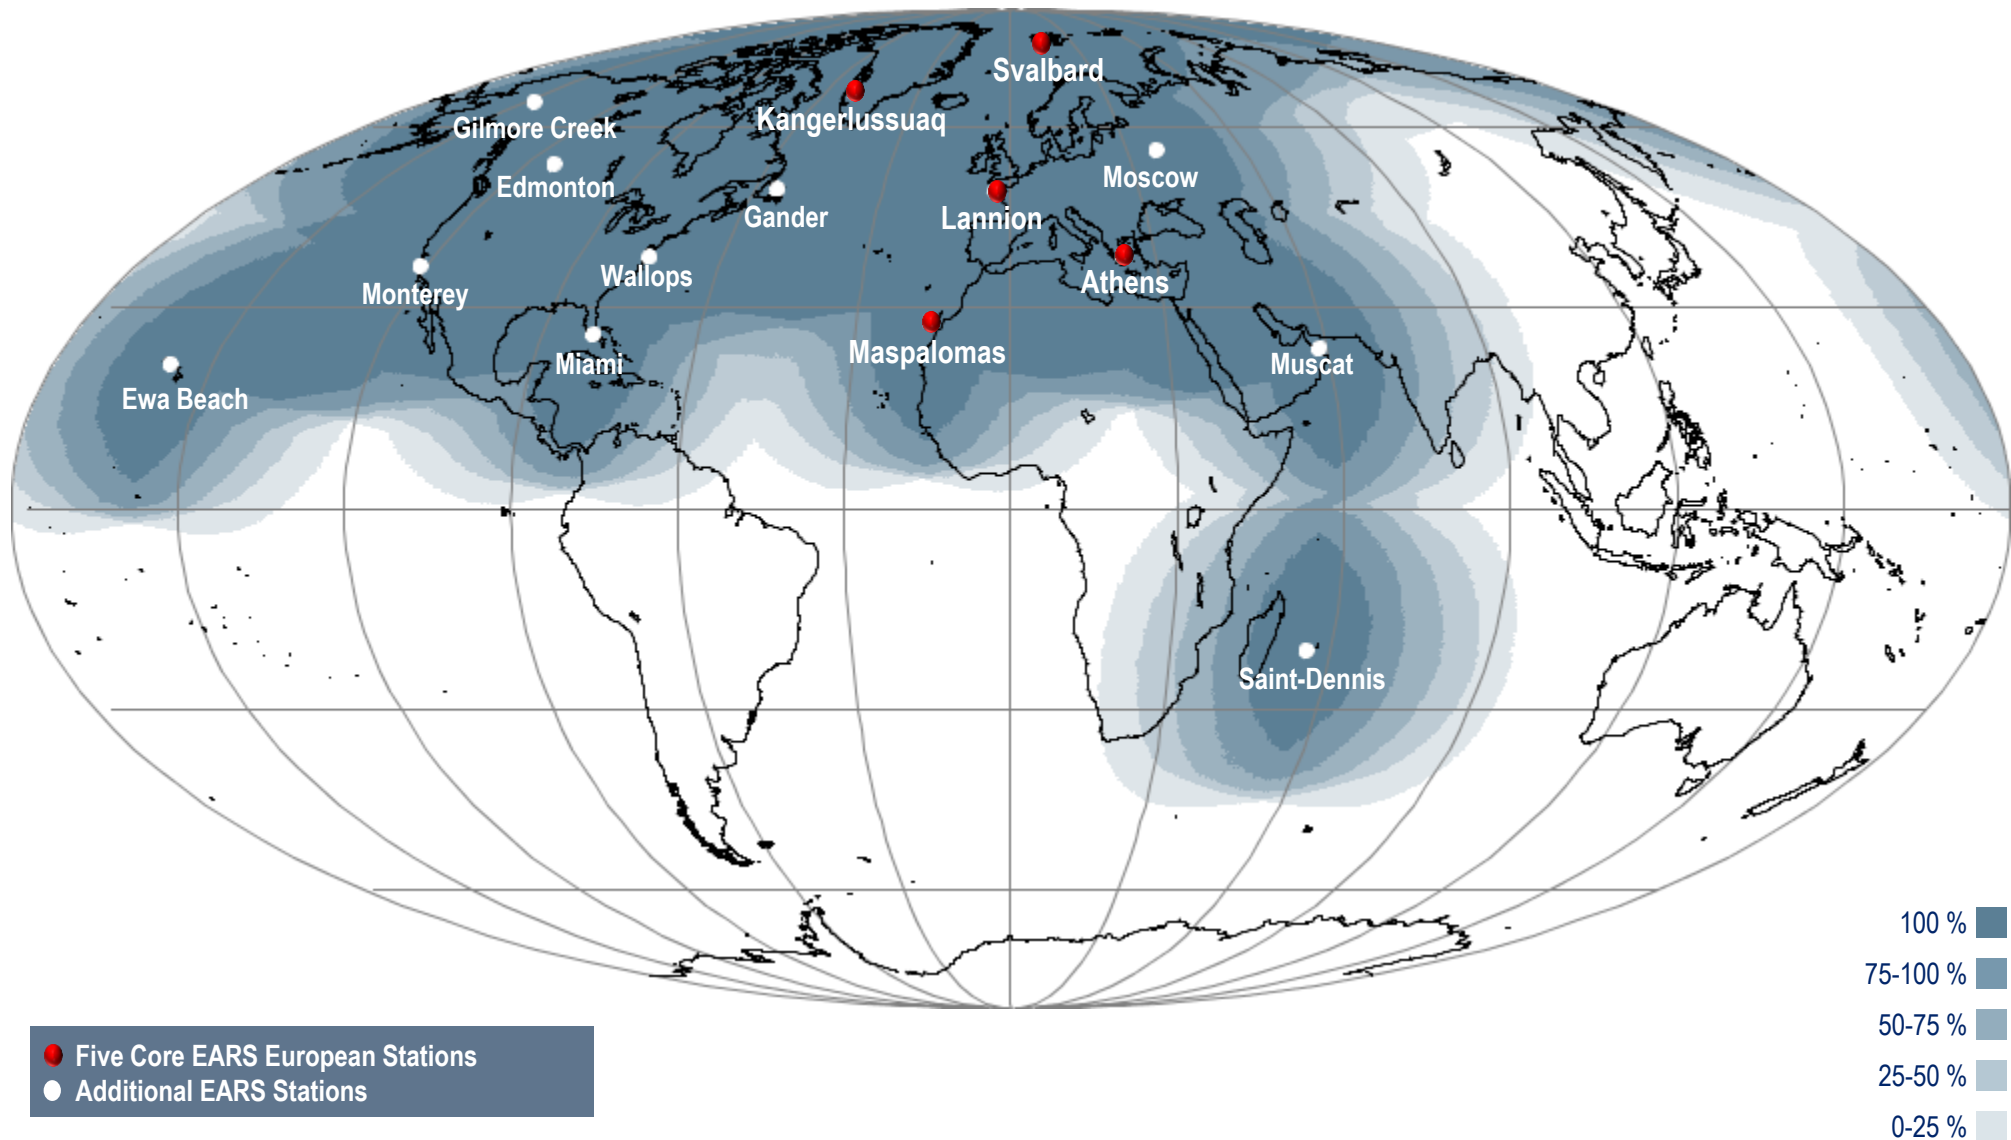 Svalbard
Kangerlussuaq
Gilmore Creek
Edmonton
Moscow
Gander
Lannion
Wallops
Athens
Monterey
Maspalomas
Miami
Muscat
Ewa Beach
Saint-Dennis
100 %
75-100 %
50-75 %
25-50 %
0-25 %
Five Core EARS European Stations
Additional EARS Stations